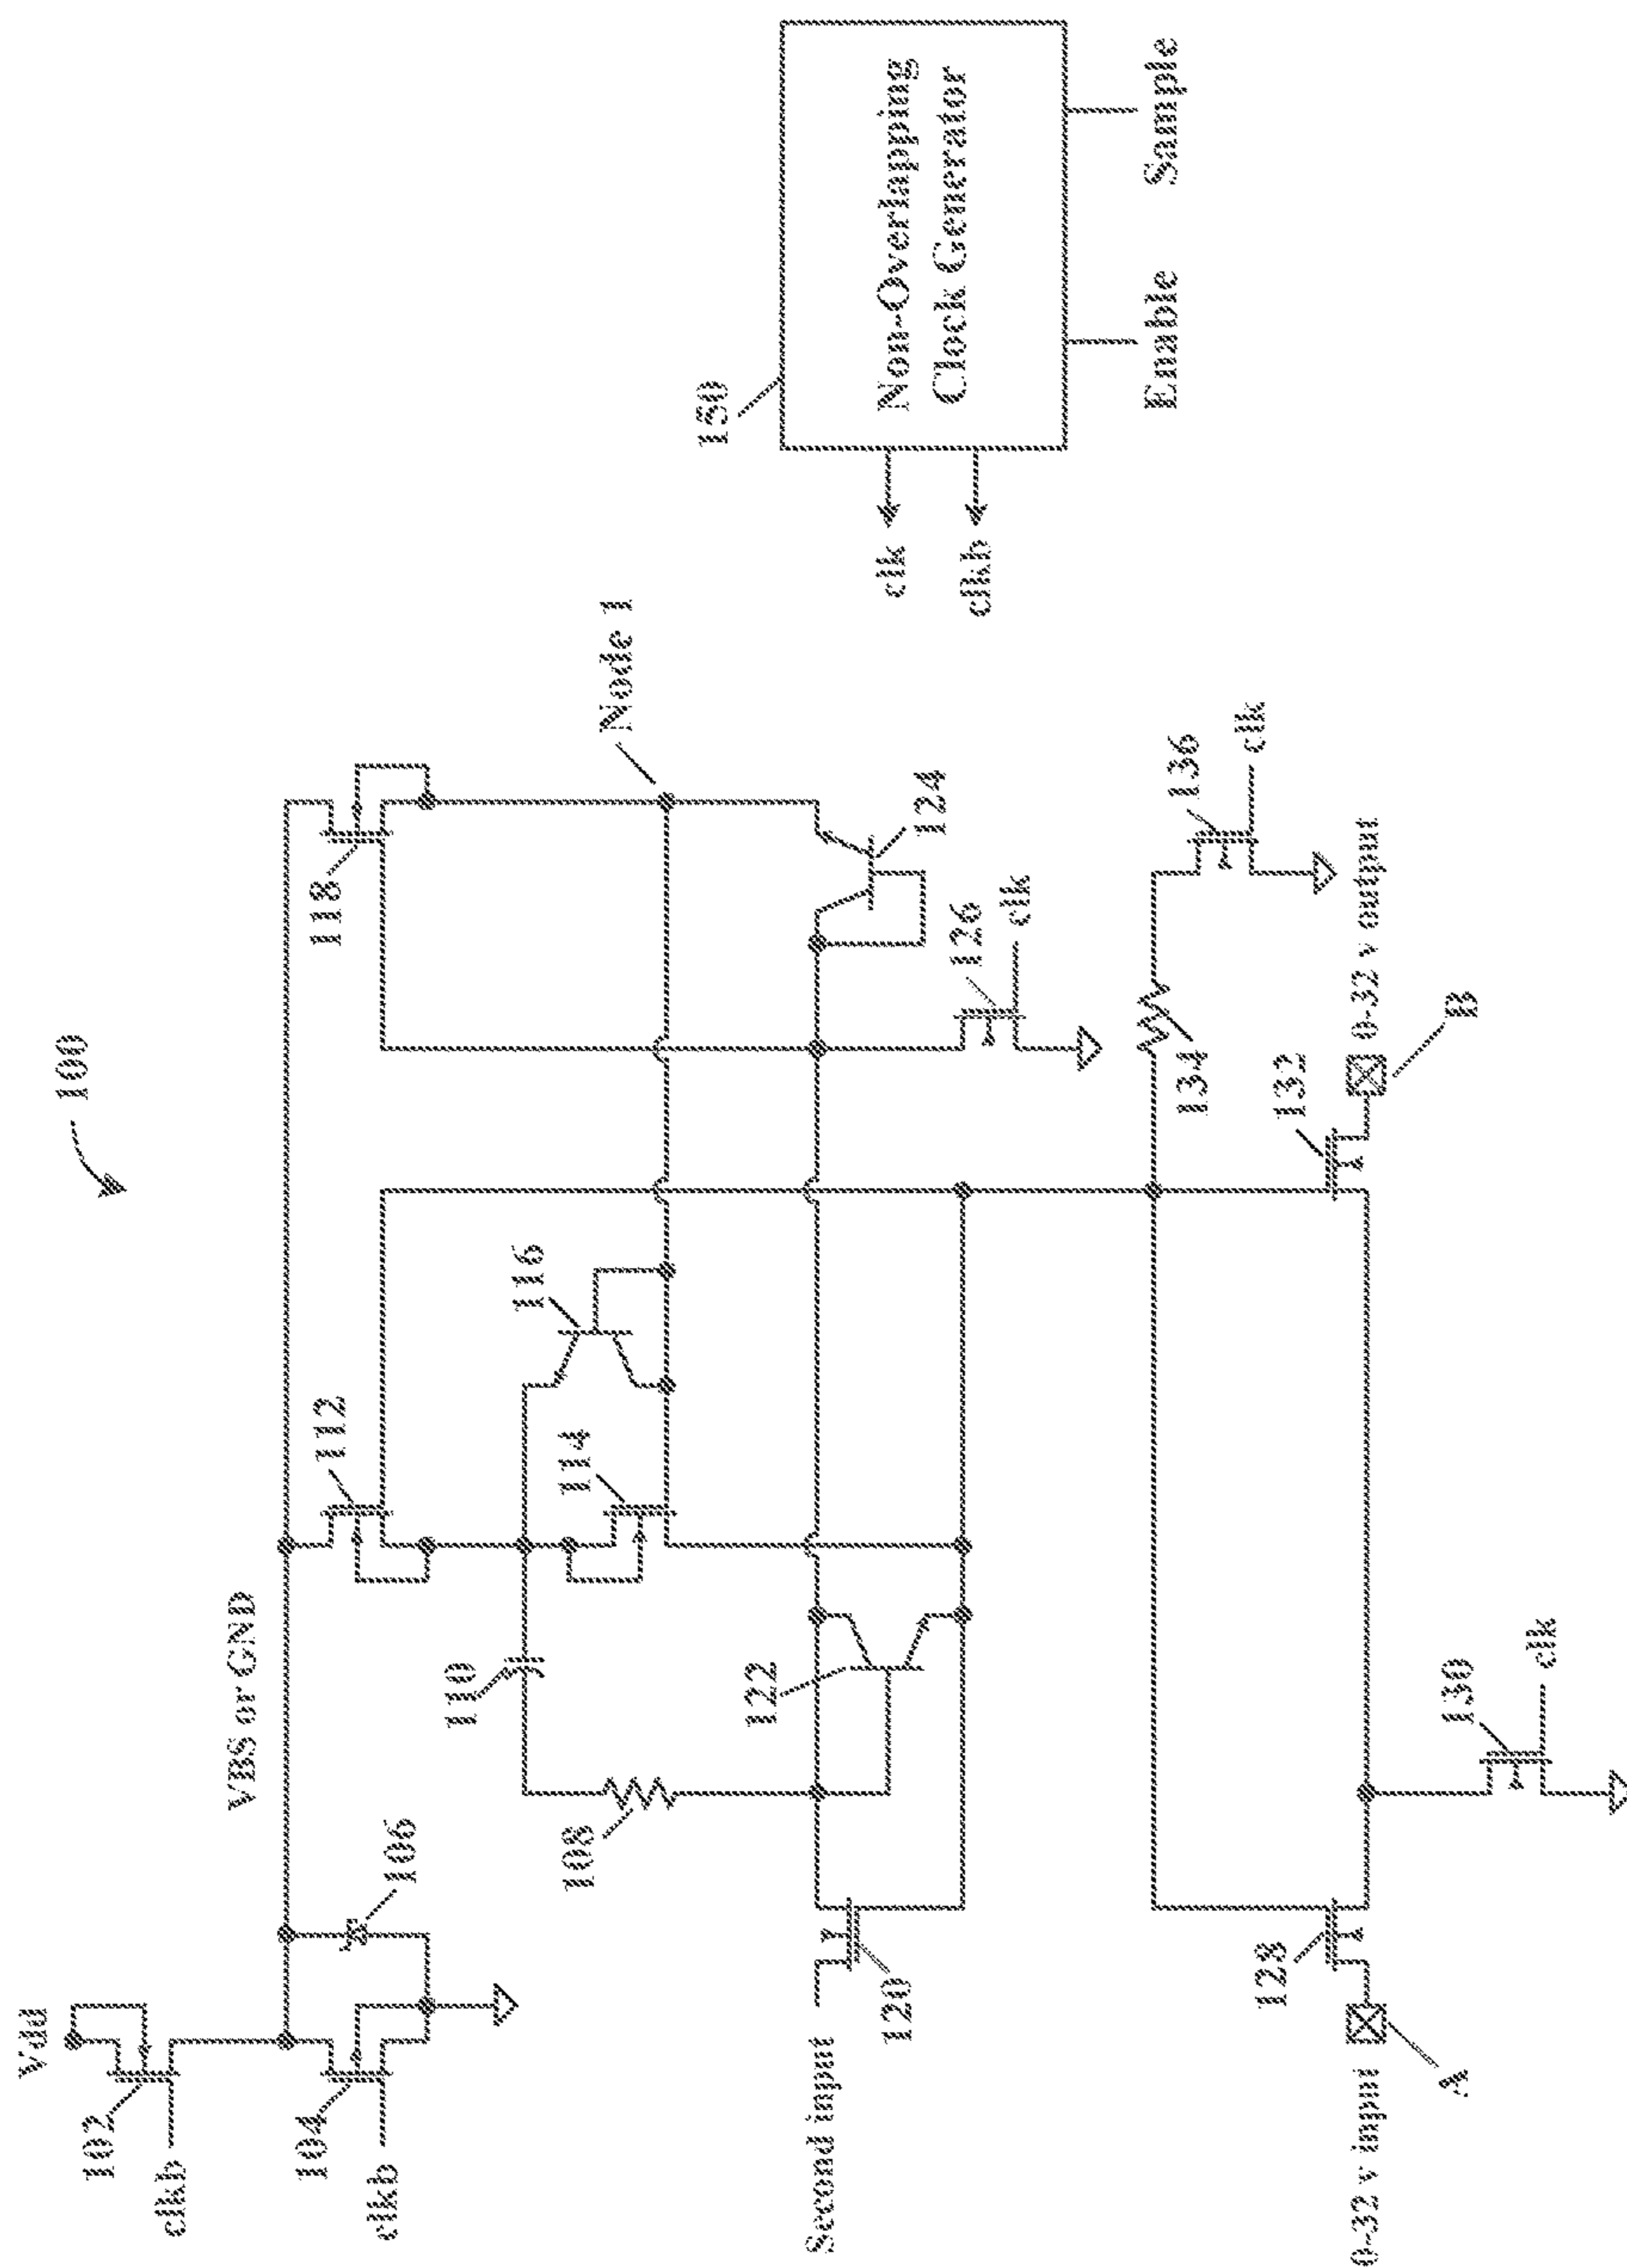 100
Vdd
102
clkb
104
clkb
106
VBS or GND
112
118
110
116
114
108
Node 1
122
124
Second input
120
126
clk
134
136
clk
128
132
0-32 v input
A
0-32 v output
B
130
clk
150
Non-Overlapping
Clock Generator
clk
clkb
Enable
Sample